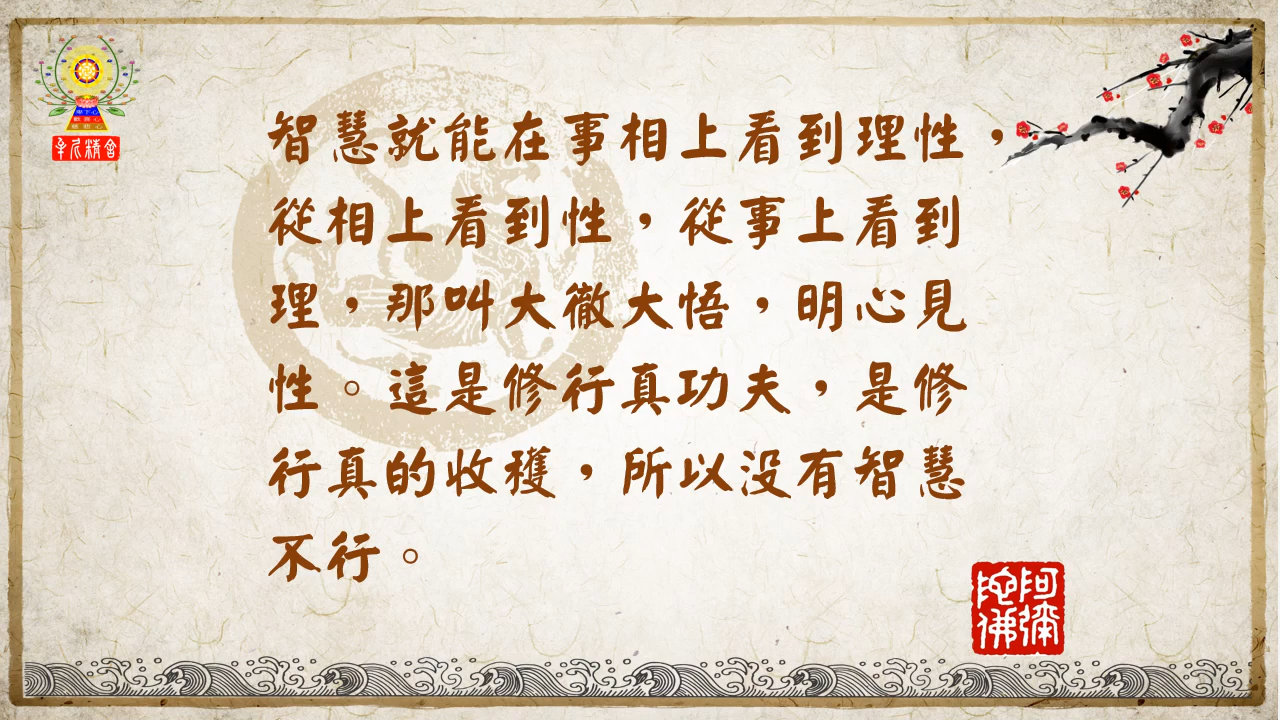 智慧就能在事相上看到理性，
從相上看到性，從事上看到
理，那叫大徹大悟，明心見
性。這是修行真功夫，是修
行真的收穫，所以没有智慧
不行。
阿彌
陀佛